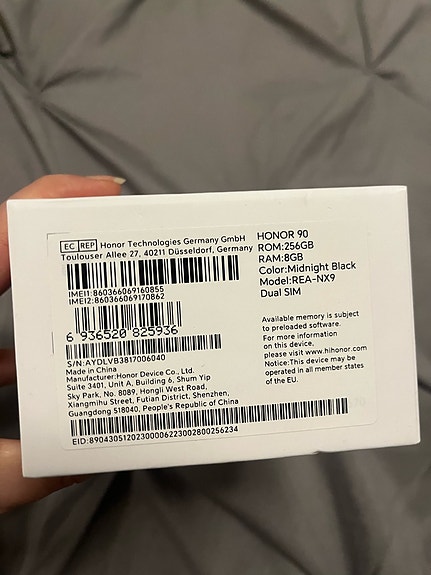 EC REP Honor Technologies Germany GmbH
Toulouser Allee 27, 40211 Düsseldorf, Germany
IMEI1:860366069160855
IMEI2:860366069170862
6 936520 825936
S/N:AYDLVB3817006040
Made in China
Manufacturer:Honor Device Co., Ltd.
Suite 3401, Unit A, Building 6, Shum Yip
Sky Park, No. 8089, Hongli West Road,
Xiangmihu Street, Futian District, Shenzhen,
Guangdong 518040, People's Republic of China
EID:89043051202300006223002800256234
HONOR 90
ROM:256GB
RAM:8GB
Color:Midnight Black
Model:REA-NX9
Dual SIM
Available memory is subject
to preloaded software.
For more information
on this device,
please visit www.hihonor.com
Notice:This device may be
operated in all member states
of the EU.